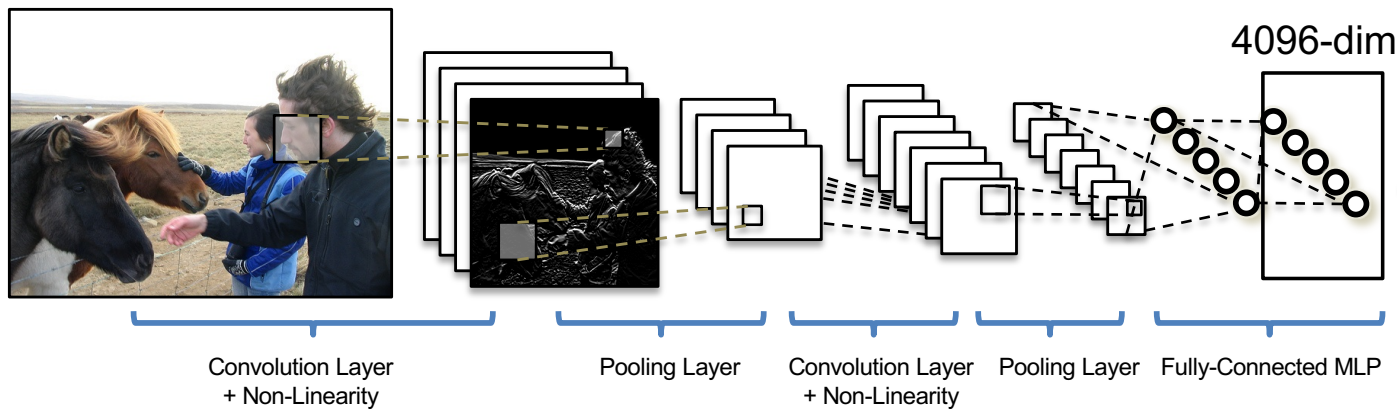 4096-dim
Convolution Layer
+ Non-Linearity
Pooling Layer
Convolution Layer
+ Non-Linearity
Pooling Layer
Fully-Connected MLP